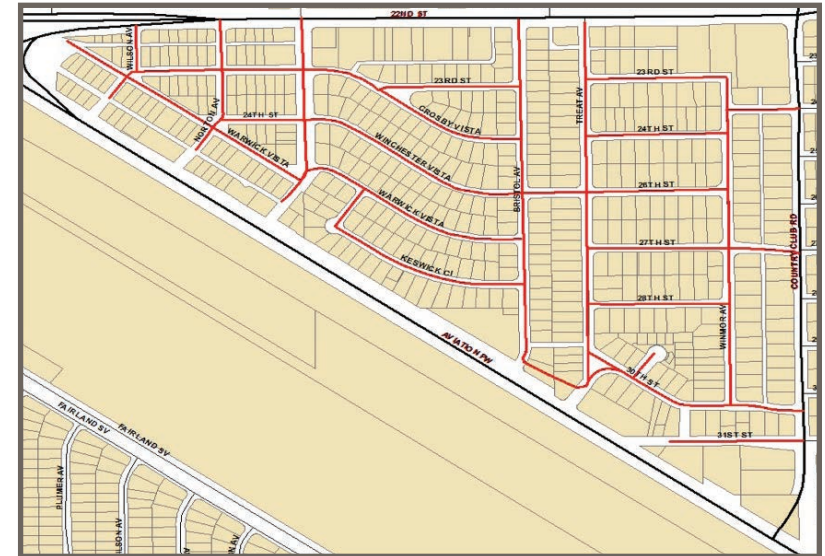 22ND ST
WILSON AV
23RD ST
23RD ST
TREAT AV
CROSBY VISTA
24TH ST
24TH ST
NORTON AV
WARWICK VISTA
WINCHESTER VISTA
BRISTOL AV
26TH ST
WARWICK VISTA
COUNTRY CLUB RD
27TH ST
KESWICK CI
28TH ST
WINMOR AV
AVIATION PW
30TH ST
31ST ST
FAIRLAND SV
FAIRLAND SV
PLUMER AV